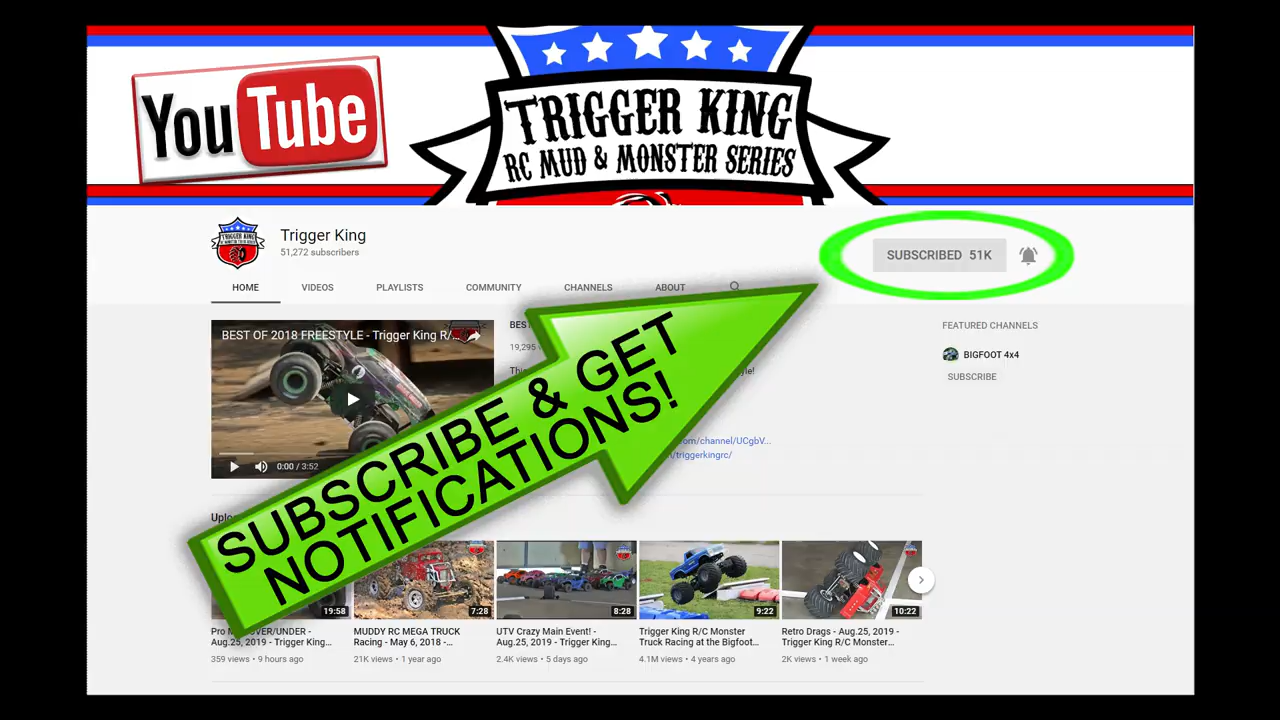 YouTube
TRIGGER KING
RC MUD & MONSTER SERIES
Trigger King
51,272 subscribers
SUBSCRIBED 51K
HOME VIDEOS PLAYLISTS COMMUNITY CHANNELS ABOUT
BEST OF 2018 FREESTYLE - Trigger King R/...
0:00 / 3:52
19,295
FEATURED CHANNELS
BIGFOOT 4x4
SUBSCRIBE
SUBSCRIBE & GET
NOTIFICATIONS!
com/channel/UCgbV...
/triggerkingrc/
19:58 7:28 8:28 9:22 10:22
OVER/UNDER -
Aug.25, 2019 - Trigger King...
359 views • 9 hours ago
MUDDY RC MEGA TRUCK
Racing - May 6, 2018 -...
21K views • 1 year ago
UTV Crazy Main Event! -
Aug.25, 2019 - Trigger King...
2.4K views • 5 days ago
Trigger King R/C Monster
Truck Racing at the Bigfoot...
4.1M views • 4 years ago
Retro Drags - Aug.25, 2019 -
Trigger King R/C Monster...
2K views • 1 week ago